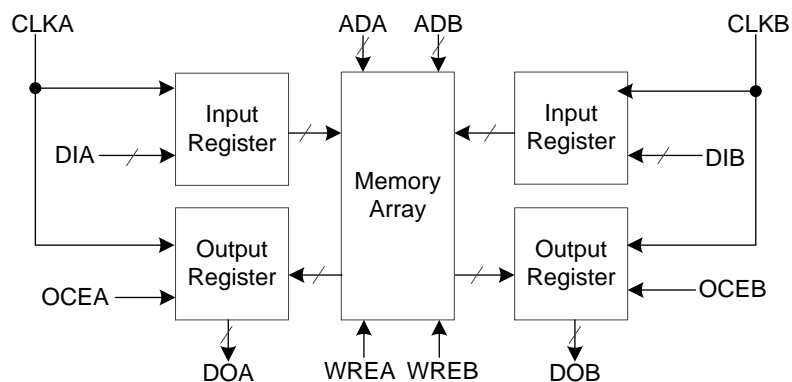 CLKA
ADA ADB
CLKB
Input
Register
Input
Register
DIA
DIB
Memory
Array
Output
Register
Output
Register
OCEA
OCEB
DOA
WREA WREB
DOB